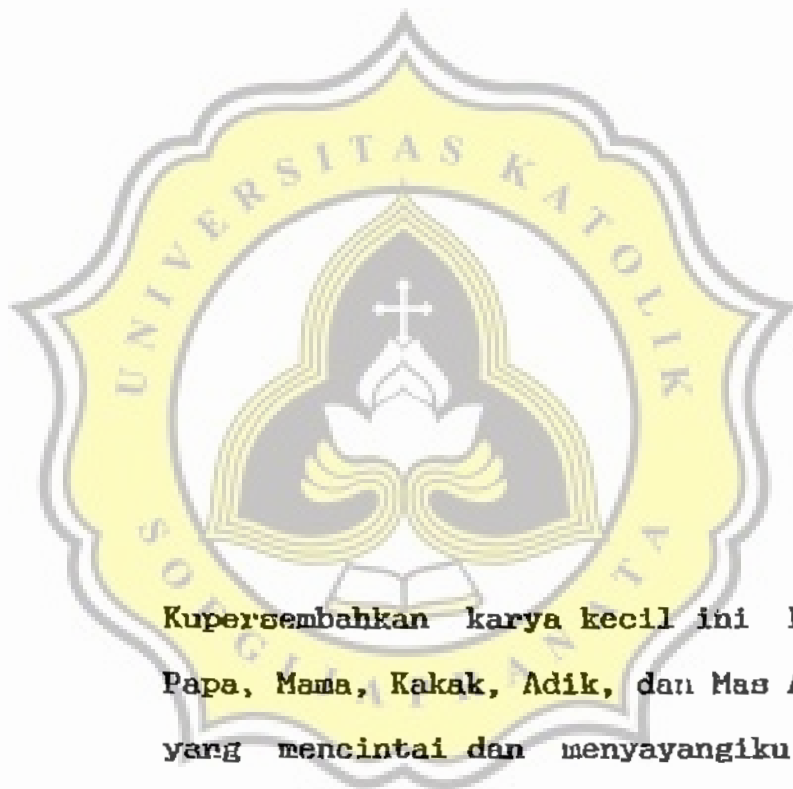 UNIVERSITAS KATOLIK
SOEGIJAPRANATA
Kupersembahkan karya kecil ini
Papa, Mama, Kakak, Adik, dan Mas
yang mencintai dan menyayangiku